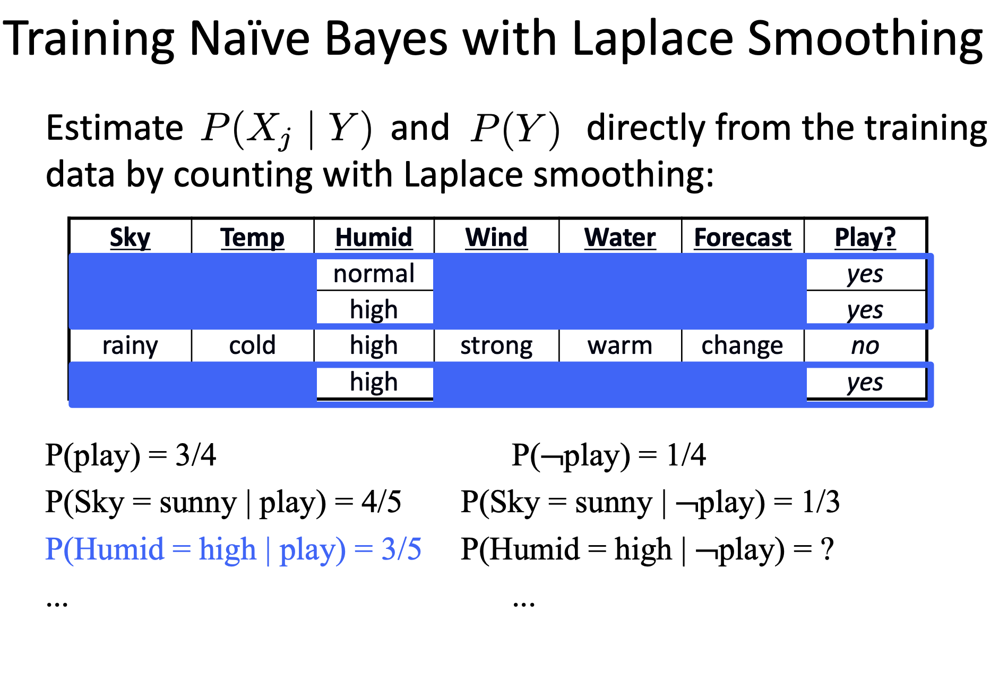 Training Naïve Bayes with Laplace Smoothing
Estimate P(X_j | Y) and P(Y) directly from the training
data by counting with Laplace smoothing:
Sky Temp Humid Wind Water Forecast Play?
normal yes
high yes
rainy cold high strong warm change no
high yes
P(play) = 3/4 P(¬play) = 1/4
P(Sky = sunny | play) = 4/5 P(Sky = sunny | ¬play) = 1/3
P(Humid = high | play) = 3/5 P(Humid = high | ¬play) = ?
... ...